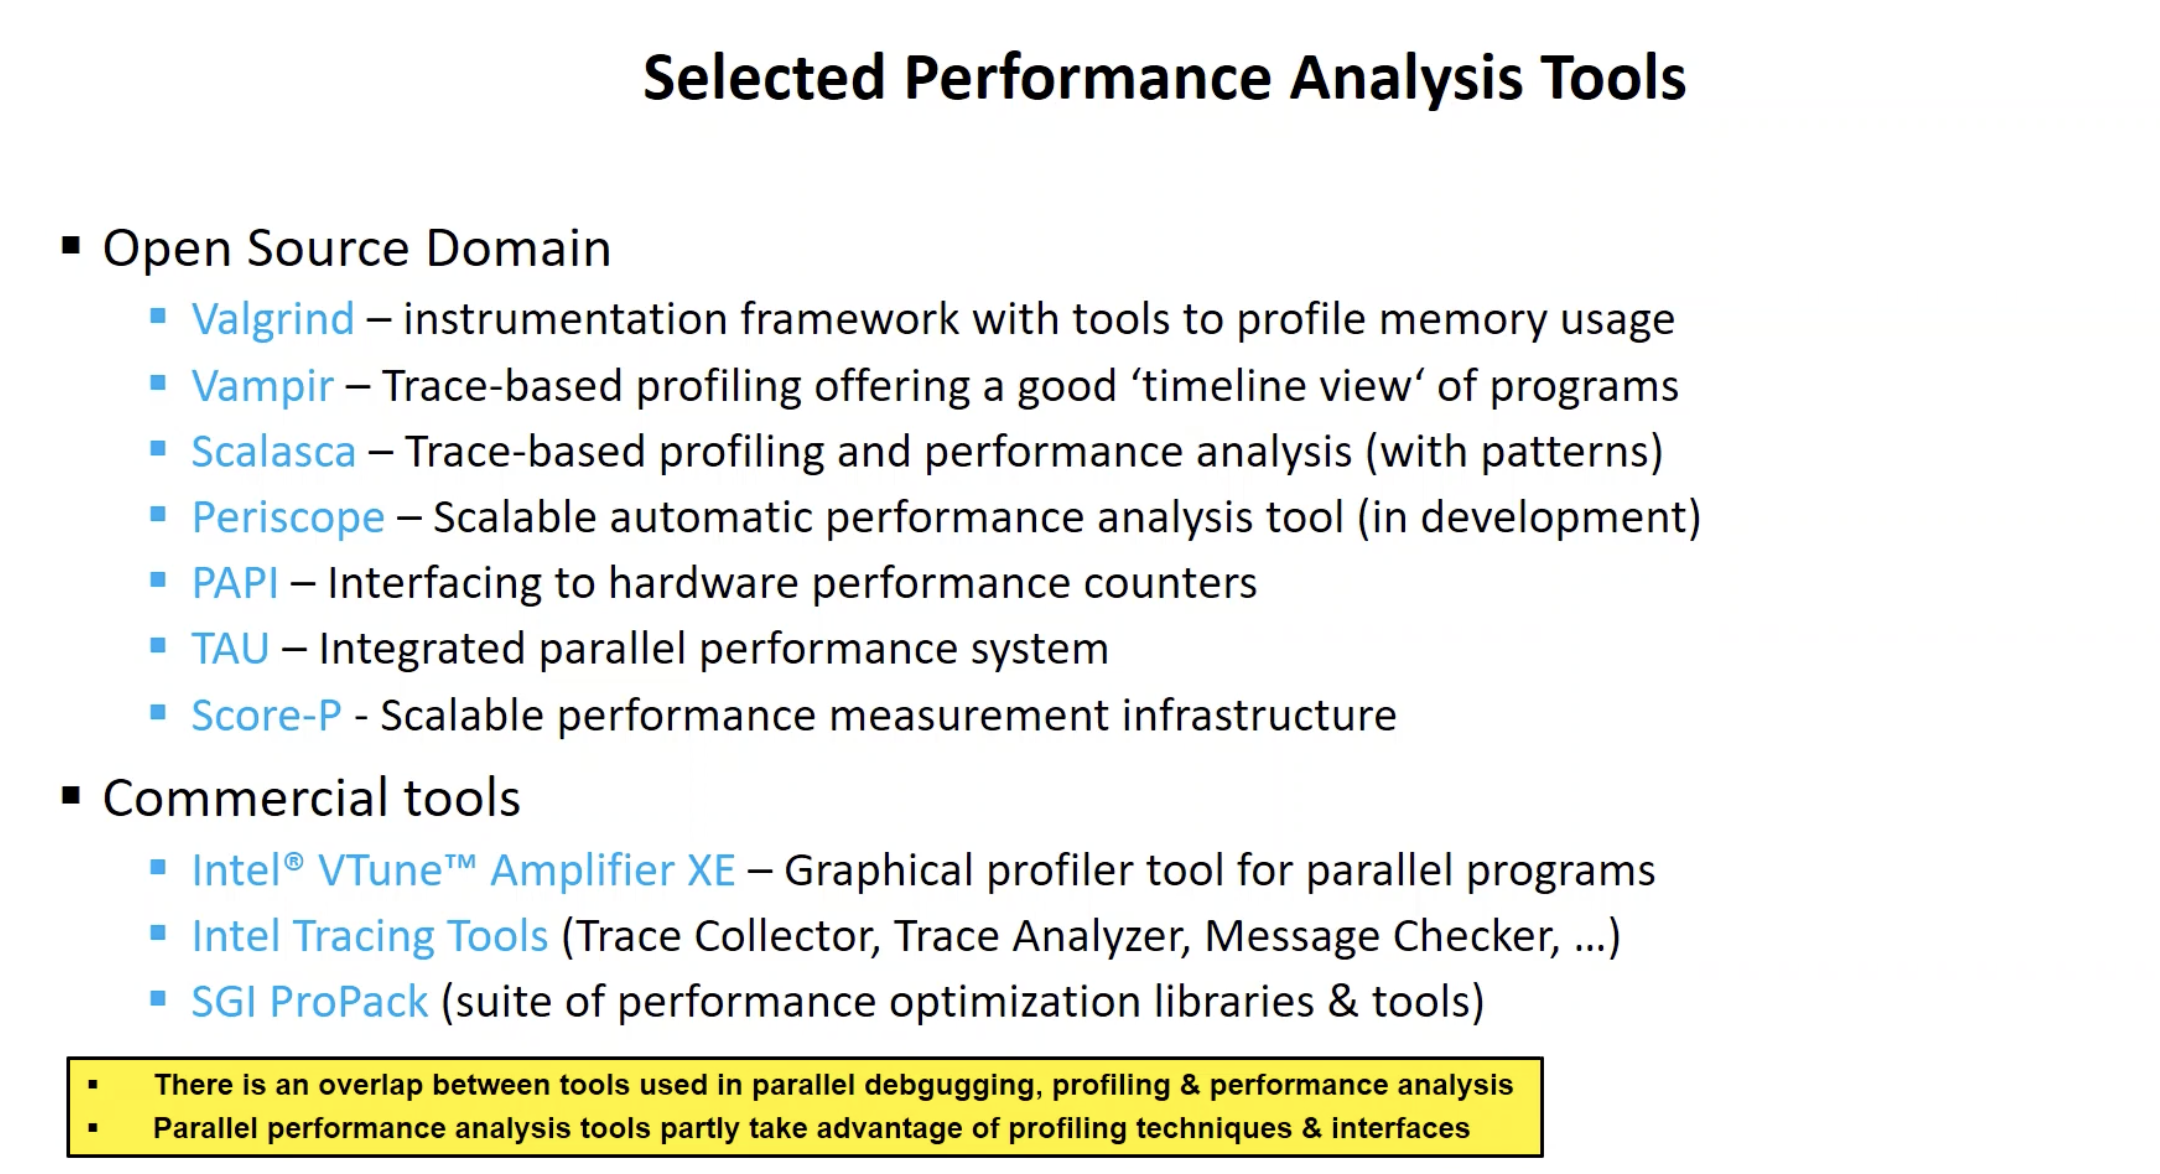 Selected Performance Analysis Tools
▪ Open Source Domain
▪ Valgrind – instrumentation framework with tools to profile memory usage
▪ Vampir – Trace-based profiling offering a good ‘timeline view‘ of programs
▪ Scalasca – Trace-based profiling and performance analysis (with patterns)
▪ Periscope – Scalable automatic performance analysis tool (in development)
▪ PAPI – Interfacing to hardware performance counters
▪ TAU – Integrated parallel performance system
▪ Score-P - Scalable performance measurement infrastructure
▪ Commercial tools
▪ Intel® VTune™ Amplifier XE – Graphical profiler tool for parallel programs
▪ Intel Tracing Tools (Trace Collector, Trace Analyzer, Message Checker, …)
▪ SGI ProPack (suite of performance optimization libraries & tools)
▪ There is an overlap between tools used in parallel debgugging, profiling & performance analysis
▪ Parallel performance analysis tools partly take advantage of profiling techniques & interfaces